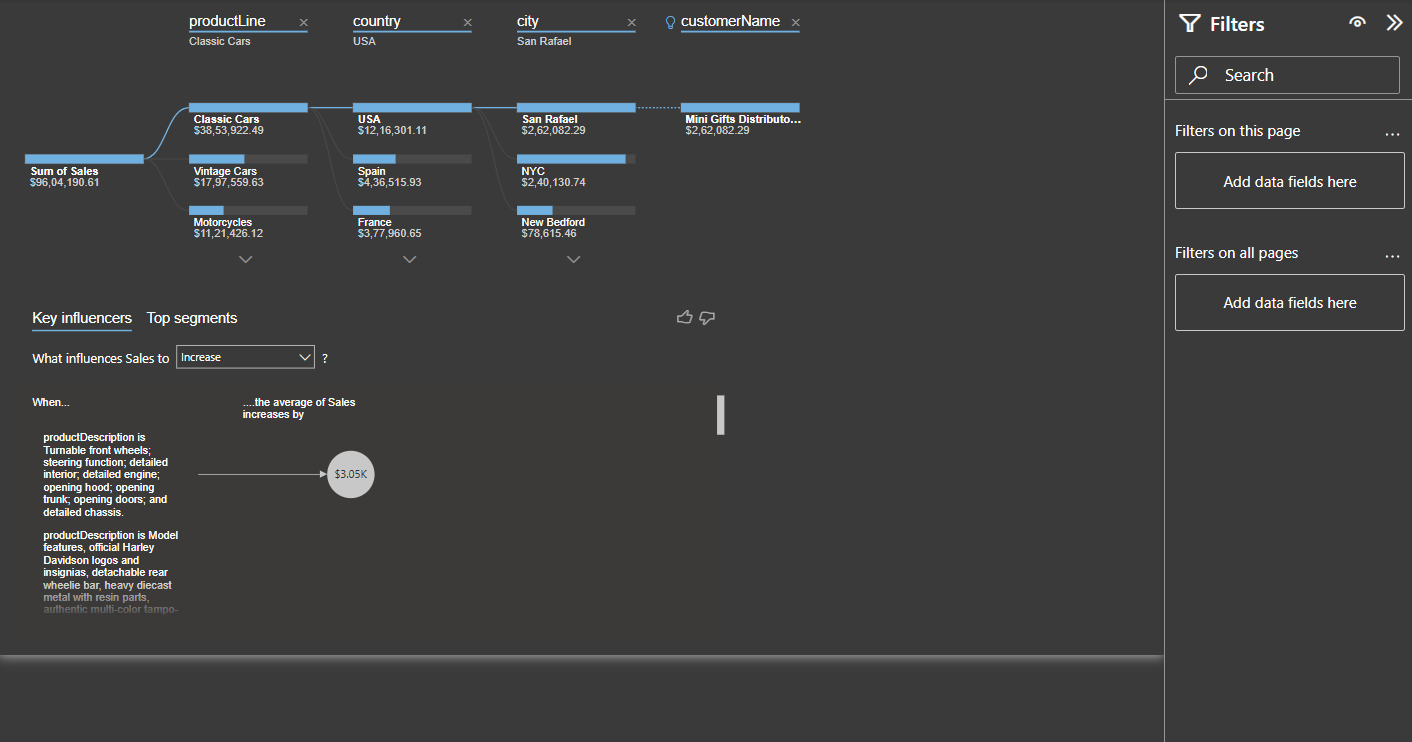 productLine
Classic Cars
country
USA
city
San Rafael
customerName
Sum of Sales
$96,04,190.61
Classic Cars
$38,53,922.49
Vintage Cars
$17,97,559.63
Motorcycles
$11,21,426.12
USA
$12,16,301.11
Spain
$4,36,515.93
France
$3,77,960.65
San Rafael
$2,62,082.29
NYC
$2,40,130.74
New Bedford
$78,615.46
Mini Gifts Distributo...
$2,62,082.29
Key influencers
Top segments
What influences Sales to
Increase
?
When...
....the average of Sales
increases by
productDescription is
Turnable front wheels;
steering function; detailed
interior; detailed engine;
opening hood; opening
trunk; opening doors; and
detailed chassis.
$3.05K
productDescription is Model
features, official Harley
Davidson logos and
insignias, detachable rear
wheelie bar, heavy diecast
metal with resin parts,
authentic multi-color tampo-
Filters
Search
Filters on this page
...
Add data fields here
Filters on all pages
...
Add data fields here